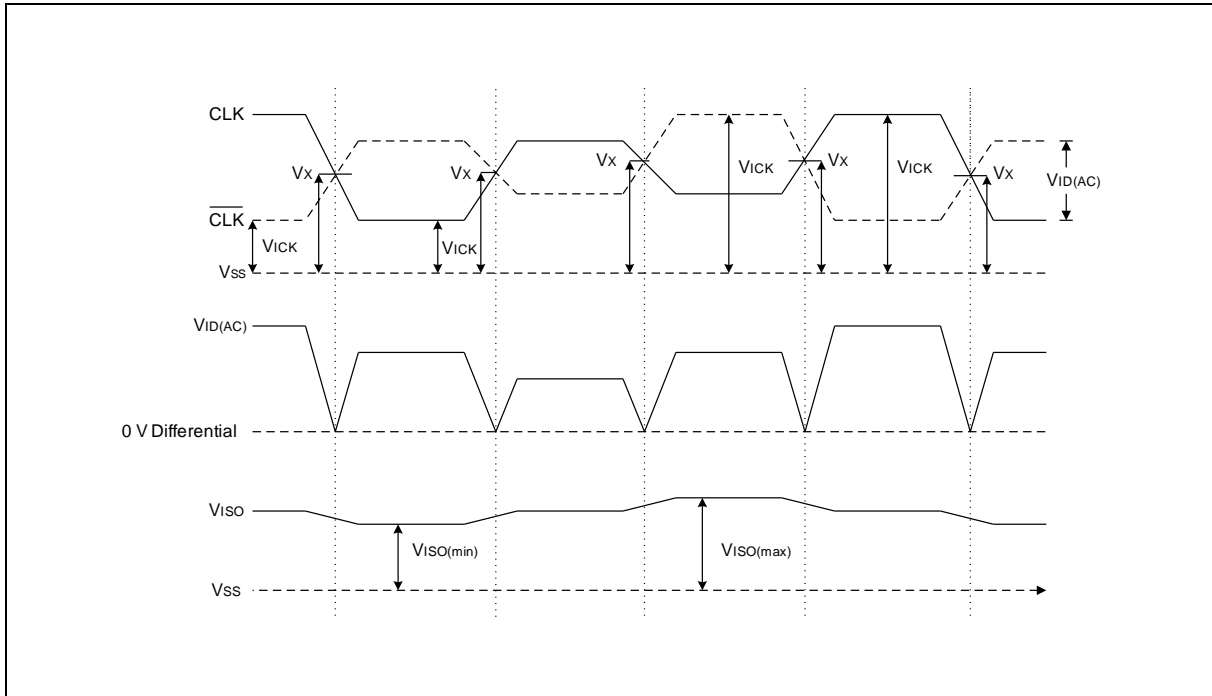 CLK
VX
VX
VX
VICK
VX
VICK
VX
VID(AC)
CLK
VICK
VICK
VSS
VID(AC)
0 V Differential
VISO
VISO(min)
VISO(max)
VSS